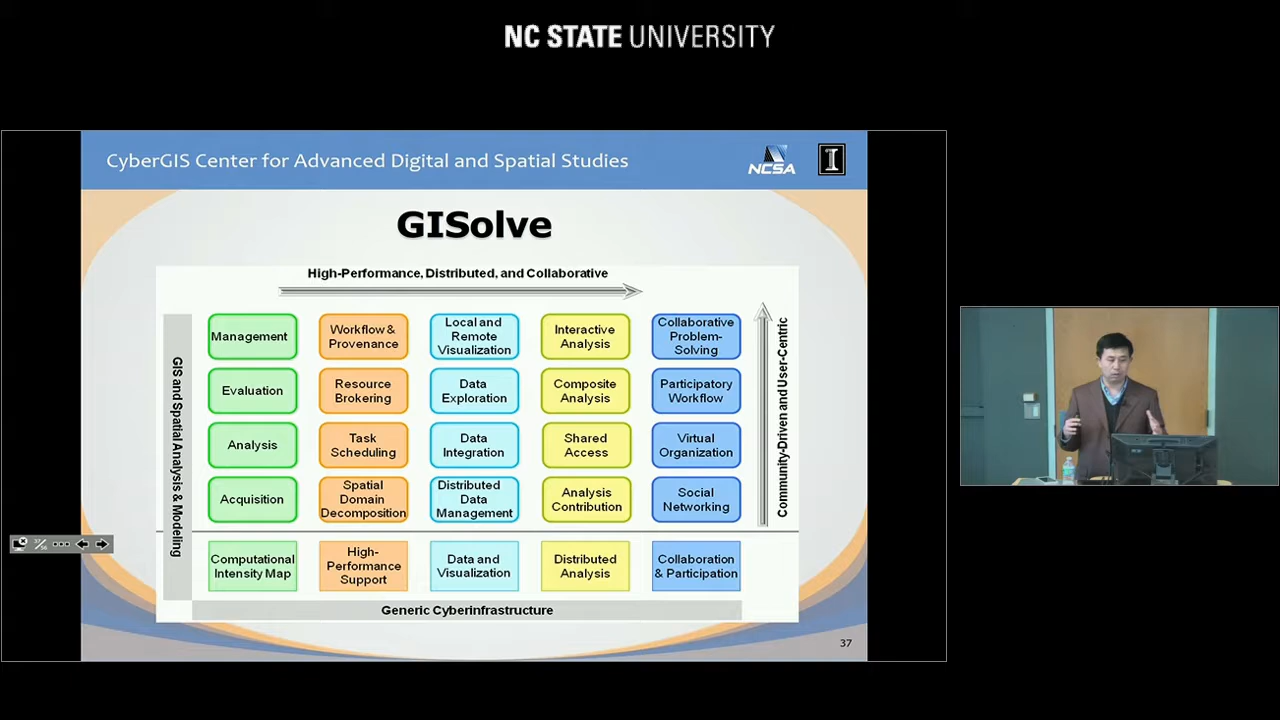 NC STATE UNIVERSITY
CyberGIS Center for Advanced Digital and Spatial Studies
NCSA
I
GISolve
High-Performance, Distributed, and Collaborative
GIS and Spatial Analysis & Modeling
Community-Driven and User-Centric
Management
Workflow &
Provenance
Local and
Remote
Visualization
Interactive
Analysis
Collaborative
Problem-
Solving
Evaluation
Resource
Brokering
Data
Exploration
Composite
Analysis
Participatory
Workflow
Analysis
Task
Scheduling
Data
Integration
Shared
Access
Virtual
Organization
Acquisition
Spatial
Domain
Decomposition
Distributed
Data
Management
Analysis
Contribution
Social
Networking
Computational
Intensity Map
High-
Performance
Support
Data and
Visualization
Distributed
Analysis
Collaboration
& Participation
Generic Cyberinfrastructure
37